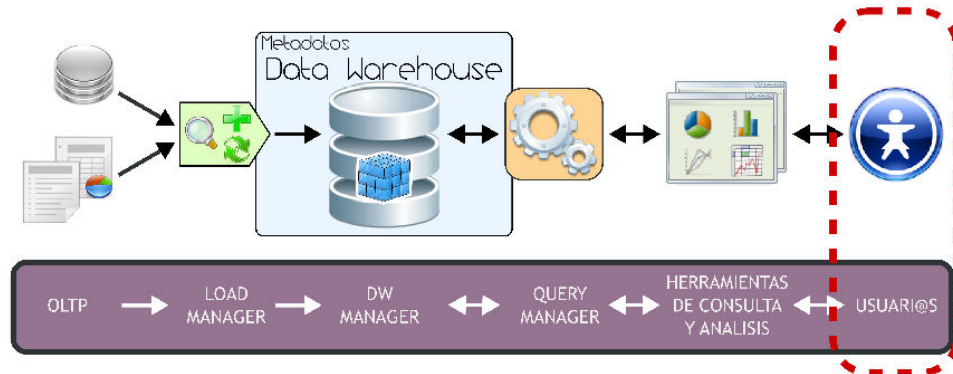 Metadatos
Data Warehouse
OLTP
LOAD
MANAGER
DW
MANAGER
QUERY
MANAGER
HERRAMIENTAS
DE CONSULTA
Y ANALISIS
USUARI@S